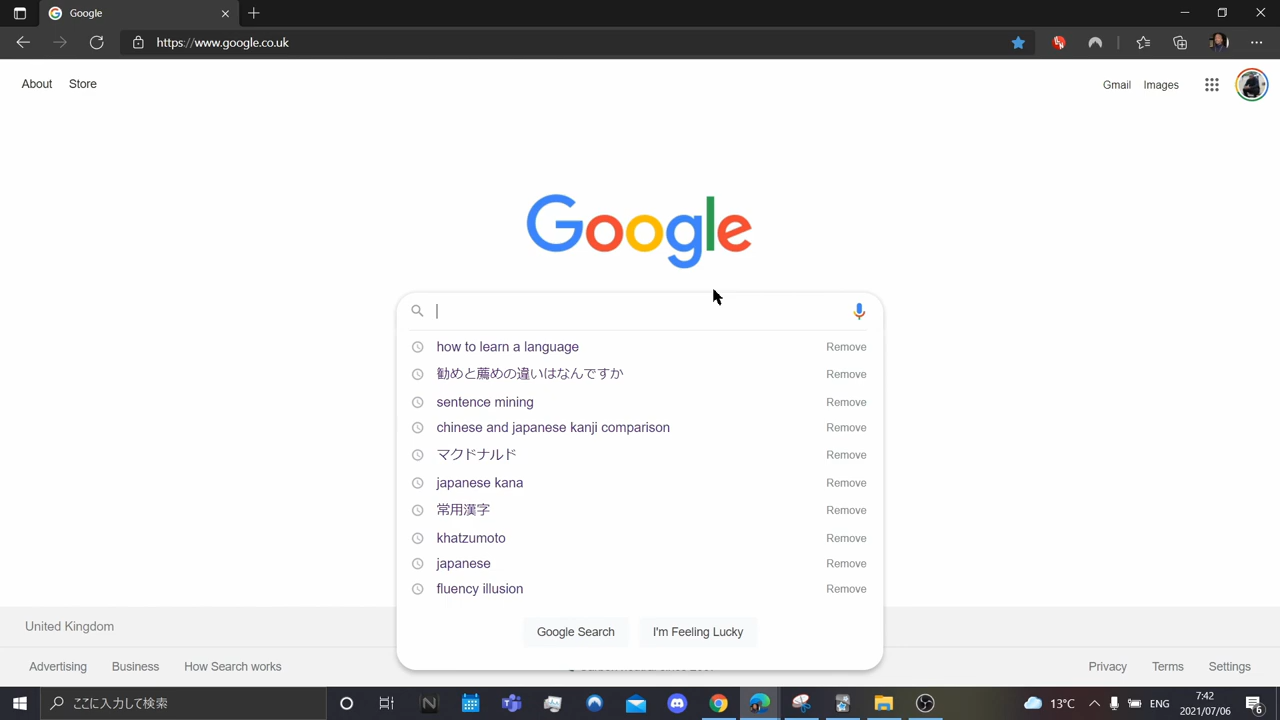 Google
https://www.google.co.uk
About Store
Gmail Images
Google
how to learn a language Remove
勧めと薦めの違いはなんですか Remove
sentence mining Remove
chinese and japanese kanji comparison Remove
マクドナルド Remove
japanese kana Remove
常用漢字 Remove
khatzumoto Remove
japanese Remove
fluency illusion Remove
Google Search I'm Feeling Lucky
United Kingdom
Advertising Business How Search works
Privacy Terms Settings
ここに入力して検索
13°C ENG
7:42
2021/07/06
6